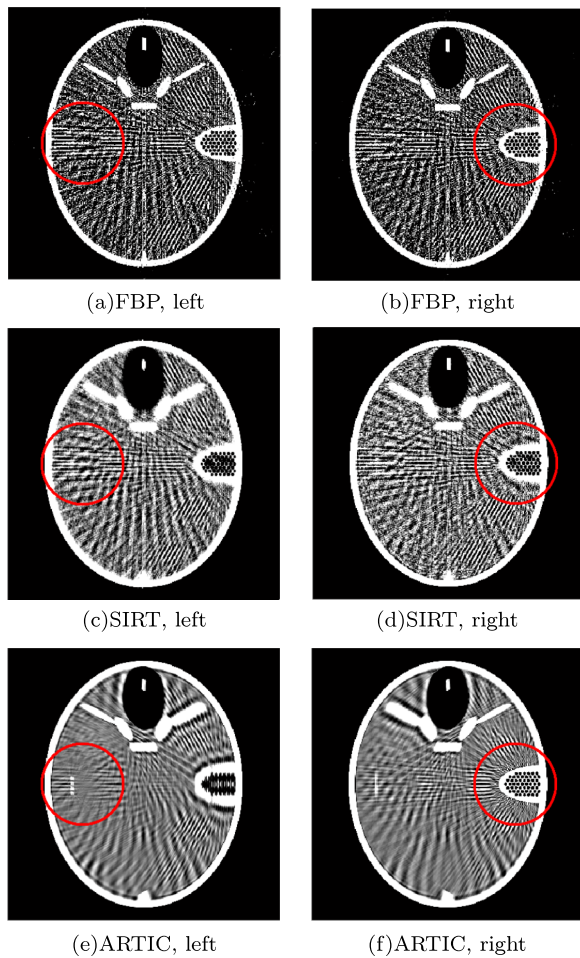 (a)FBP, left
(b)FBP, right
(c)SIRT, left
(d)SIRT, right
(e)ARTIC, left
(f)ARTIC, right